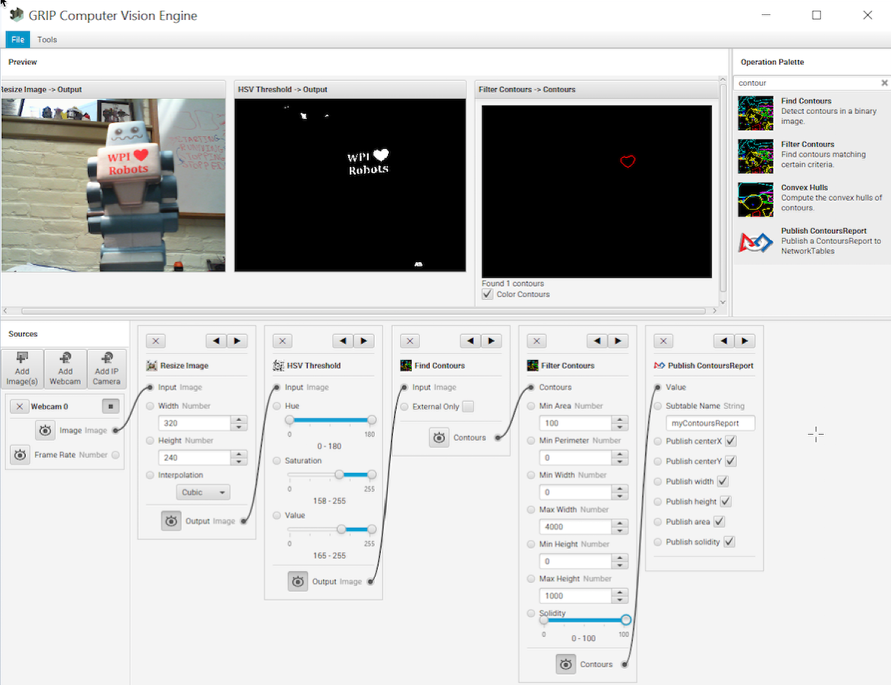 GRIP Computer Vision Engine
File Tools
Preview
Resize Image -> Output
HSV Threshold -> Output
Filter Contours -> Contours
WPI
Robots
WPI
Robots
Found 1 contours
Color Contours
Operation Palette
contour
Find Contours
Detect contours in a binary
image.
Filter Contours
Find contours matching
certain criteria.
Convex Hulls
Compute the convex hulls of
contours.
Publish ContoursReport
Publish a ContoursReport to
NetworkTables
Sources
Add
Image(s)
Add
Webcam
Add IP
Camera
Webcam 0
Image Image
Frame Rate Number
Resize Image
Input Image
Width Number
320
Height Number
240
Interpolation
Cubic
Output Image
HSV Threshold
Input Image
Hue
0 180
0 - 180
Saturation
0 255
158 - 255
Value
0 255
165 - 255
Output Image
Find Contours
Input Image
External Only
Contours
Filter Contours
Contours
Min Area Number
100
Min Perimeter Number
0
Min Width Number
0
Max Width Number
4000
Min Height Number
0
Max Height Number
1000
Solidity
0 100
0 - 100
Contours
Publish ContoursReport
Value
Subtable Name String
myContoursReport
Publish centerX
Publish centerY
Publish width
Publish height
Publish area
Publish solidity